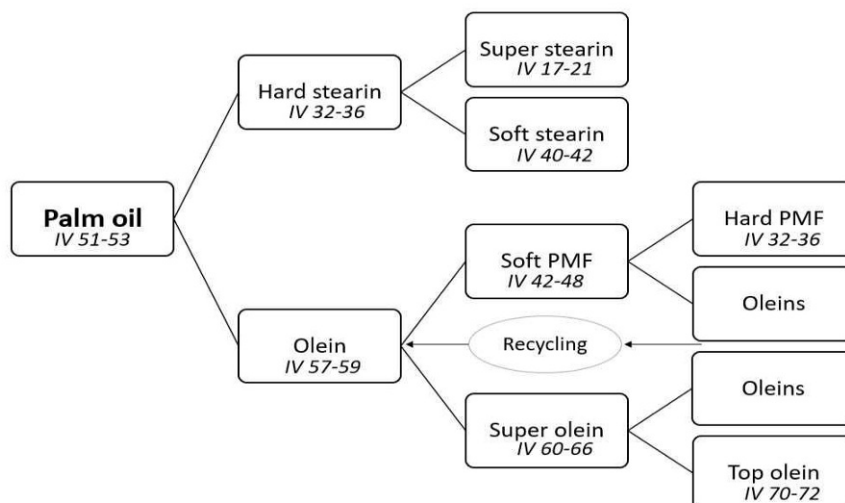 Super stearin
IV 17-21
Hard stearin
IV 32-36
Soft stearin
IV 40-42
Palm oil
IV 51-53
Hard PMF
IV 32-36
Soft PMF
IV 42-48
Oleins
Olein
IV 57-59
Recycling
Oleins
Super olein
IV 60-66
Top olein
IV 70-72